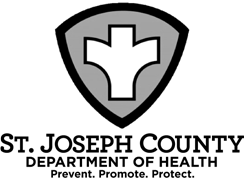 ST. JOSEPH COUNTY
DEPARTMENT OF HEALTH
Prevent. Promote. Protect.